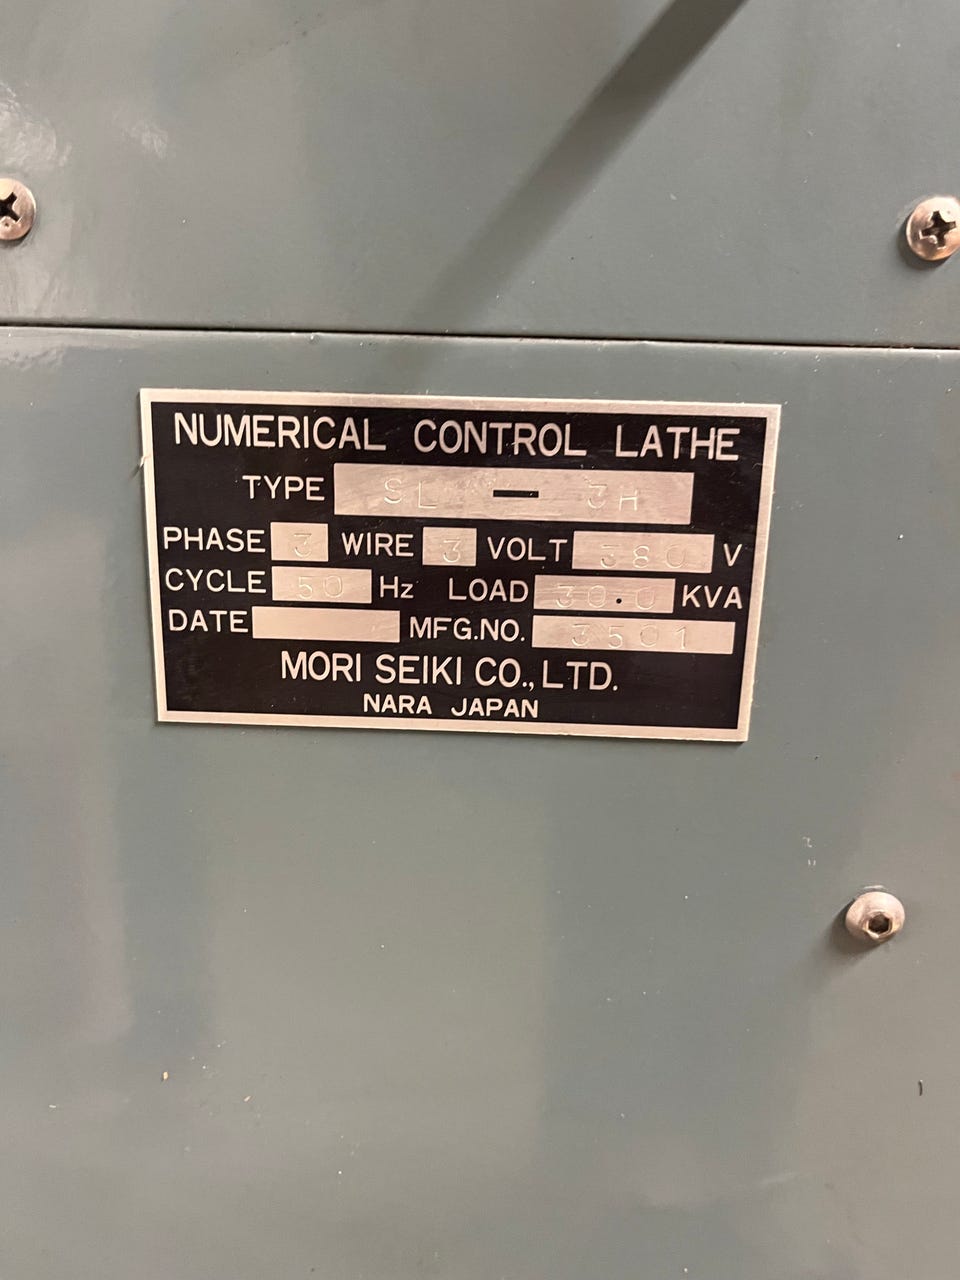 NUMERICAL CONTROL LATHE
TYPE SL - 3H
PHASE 3 WIRE 3 VOLT 380 V
CYCLE 50 Hz LOAD 30.0 KVA
DATE MFG.NO. 3501
MORI SEIKI CO., LTD.
NARA JAPAN